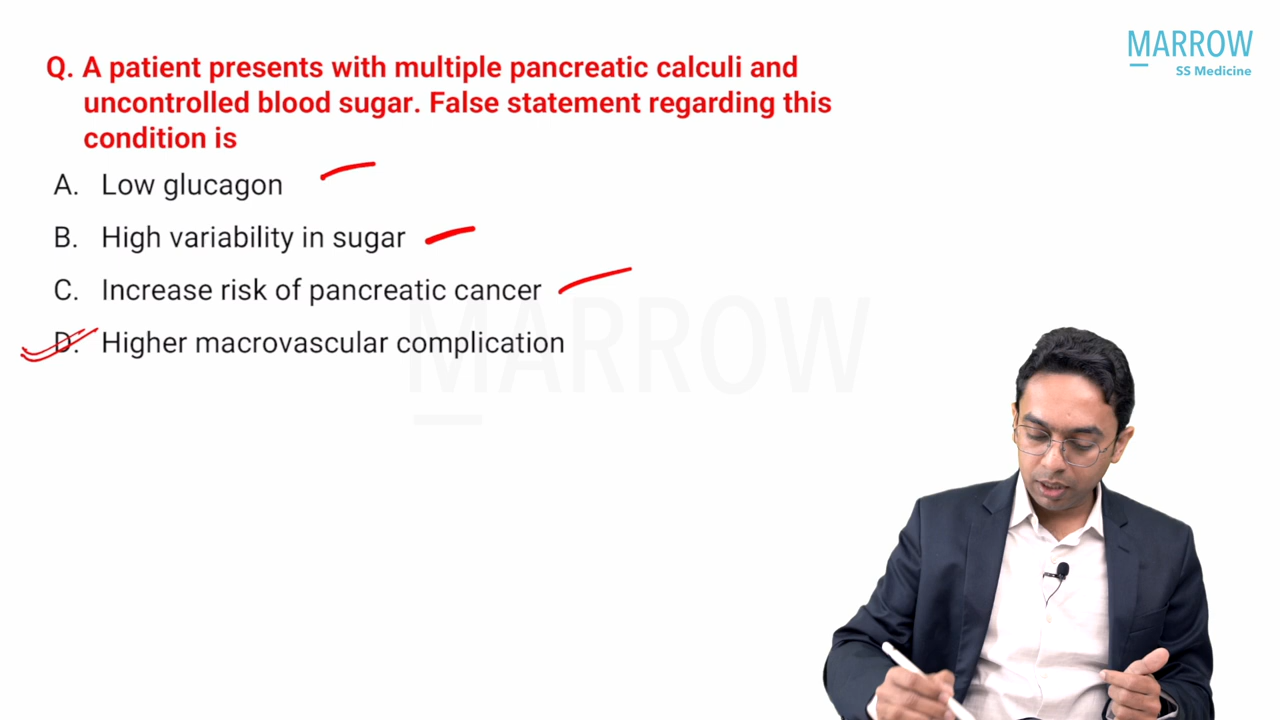 MARROW
SS Medicine
Q. A patient presents with multiple pancreatic calculi and
uncontrolled blood sugar. False statement regarding this
condition is
A. Low glucagon
B. High variability in sugar
C. Increase risk of pancreatic cancer
D. Higher macrovascular complication
MARROW